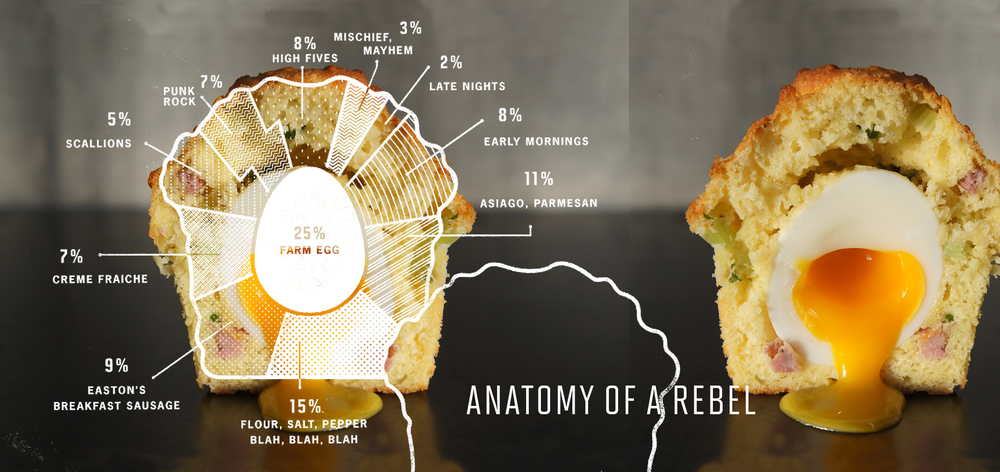 3%
MISCHIEF,
MAYHEM
8%
HIGH FIVES
2%
LATE NIGHTS
7%
PUNK
ROCK
5%
SCALLIONS
8%
EARLY MORNINGS
11%
ASIAGO, PARMESAN
25%
FARM EGG
7%
CREME FRAICHE
9%
EASTON'S
BREAKFAST SAUSAGE
15%
FLOUR, SALT, PEPPER
BLAH, BLAH, BLAH
ANATOMY OF A REBEL